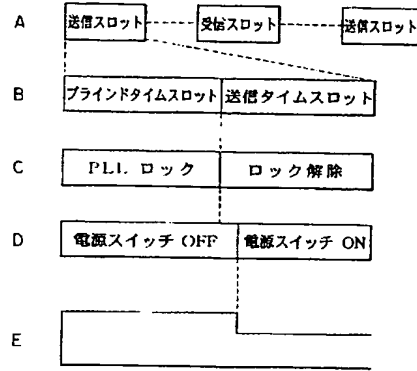 A 送信スロット 受信スロット 送信スロット
B ブラインドタイムスロット 送信タイムスロット
C PLL ロック ロック解除
D 電源スイッチ OFF 電源スイッチ ON
E